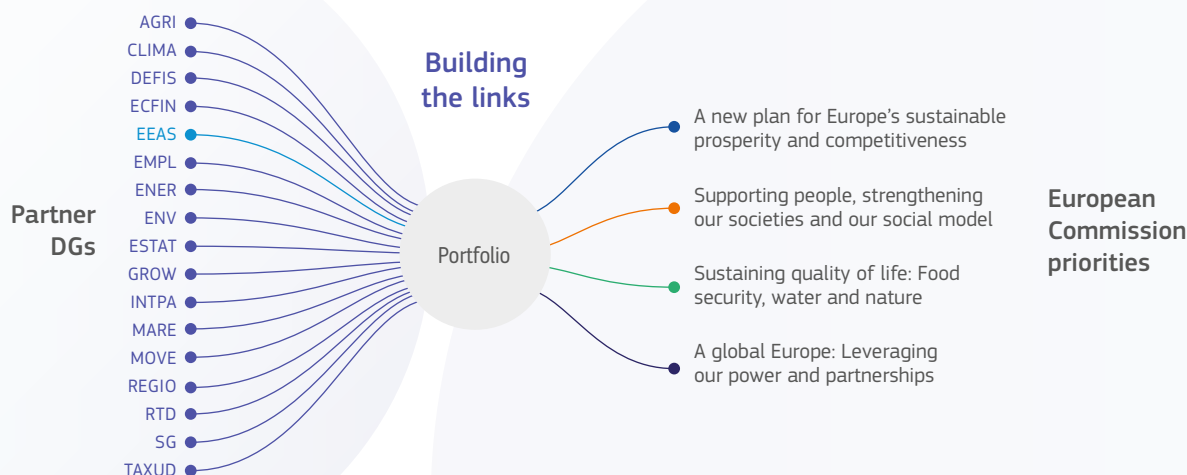 Building
the links
Partner
DGs
AGRI
CLIMA
DEFIS
ECFIN
EEAS
EMPL
ENER
ENV
ESTAT
GROW
INTPA
MARE
MOVE
REGIO
RTD
SG
TAXUD
Portfolio
A new plan for Europe's sustainable
prosperity and competitiveness
Supporting people, strengthening
our societies and our social model
Sustaining quality of life: Food
security, water and nature
A global Europe: Leveraging
our power and partnerships
European
Commission
priorities